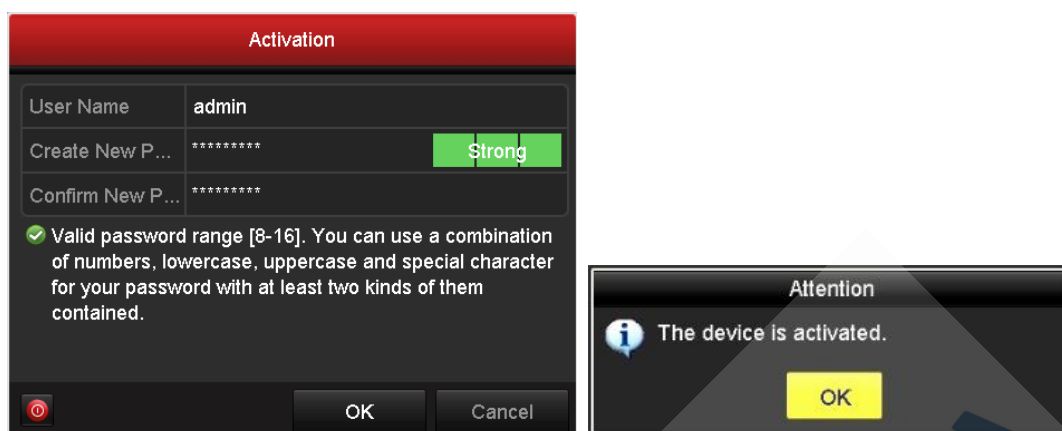 Activation
User Name admin
Create New P... ********* Strong
Confirm New P... *********
Valid password range [8-16]. You can use a combination
of numbers, lowercase, uppercase and special character
for your password with at least two kinds of them
contained.
OK Cancel
Attention
The device is activated.
OK